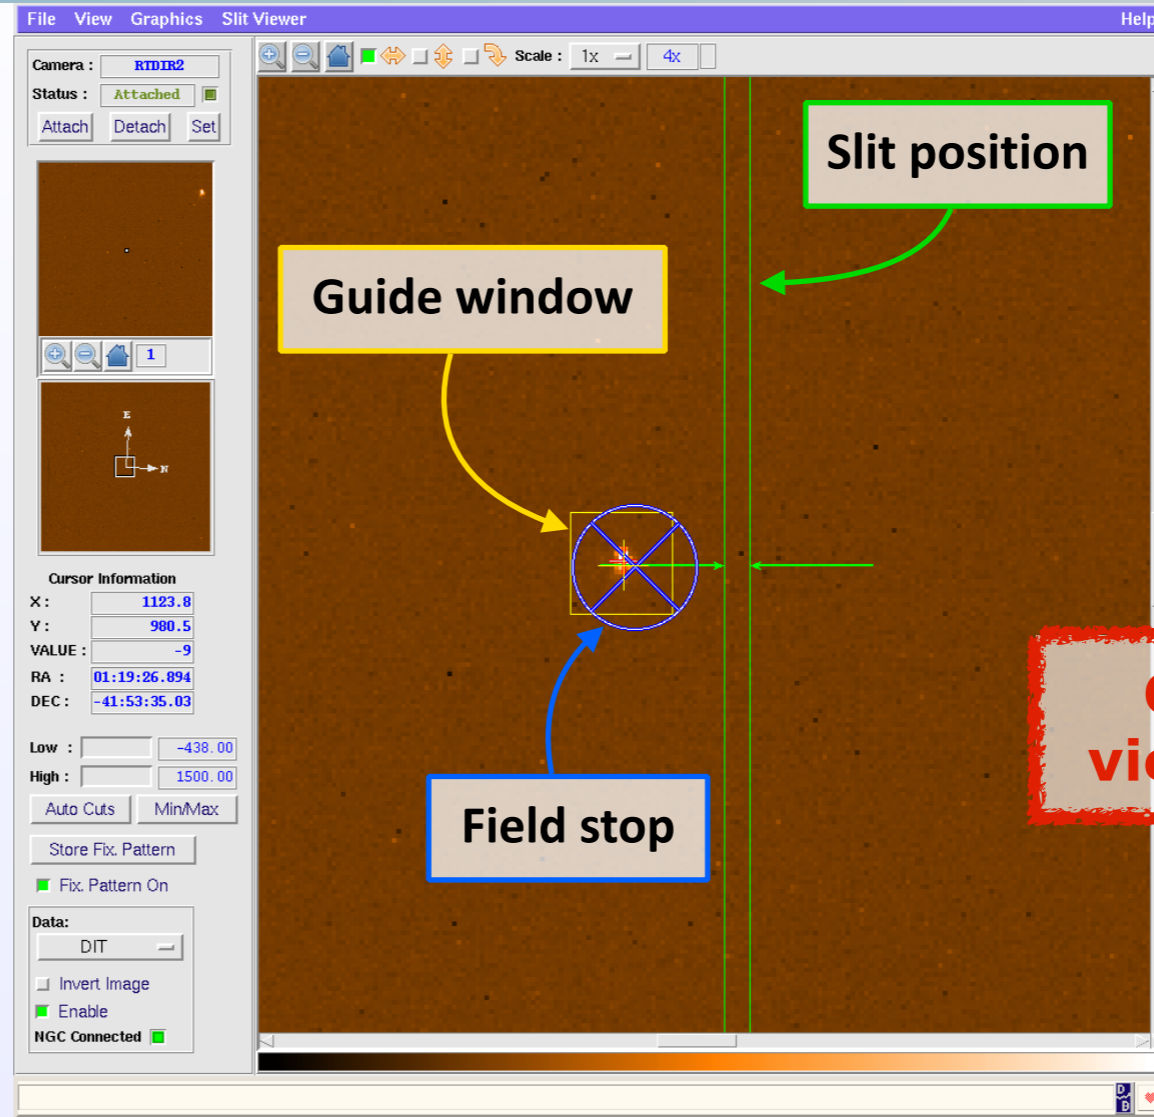 File View Graphics Slit Viewer Help
Camera : RTDIR2
Status : Attached
Attach Detach Set
Scale : 1x 4x
Slit position
Guide window
1
E
N
Cursor Information
X : 1123.8
Y : 980.5
VALUE : -9
RA : 01:19:26.894
DEC : -41:53:35.03
Low : -438.00
High : 1500.00
Auto Cuts Min/Max
Store Fix. Pattern
Fix. Pattern On
Field stop
Data:
DIT
Invert Image
Enable
NGC Connected